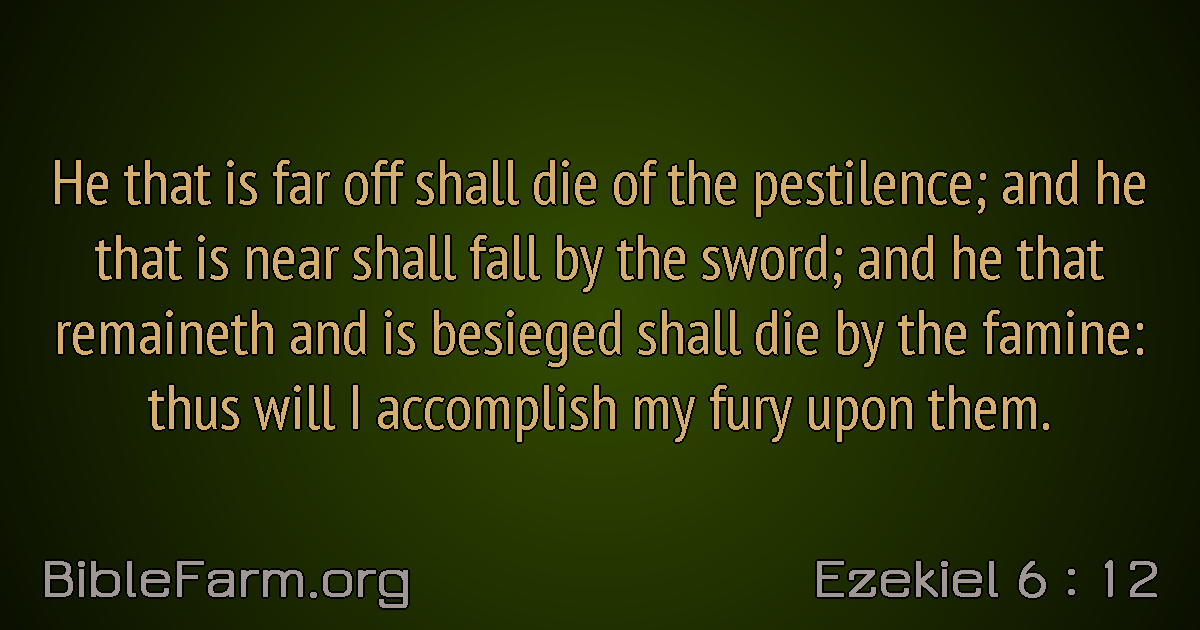 He that is far off shall die of the pestilence; and he
that is near shall fall by the sword; and he that
remaineth and is besieged shall die by the famine:
thus will I accomplish my fury upon them.
BibleFarm.org
Ezekiel 6 : 12